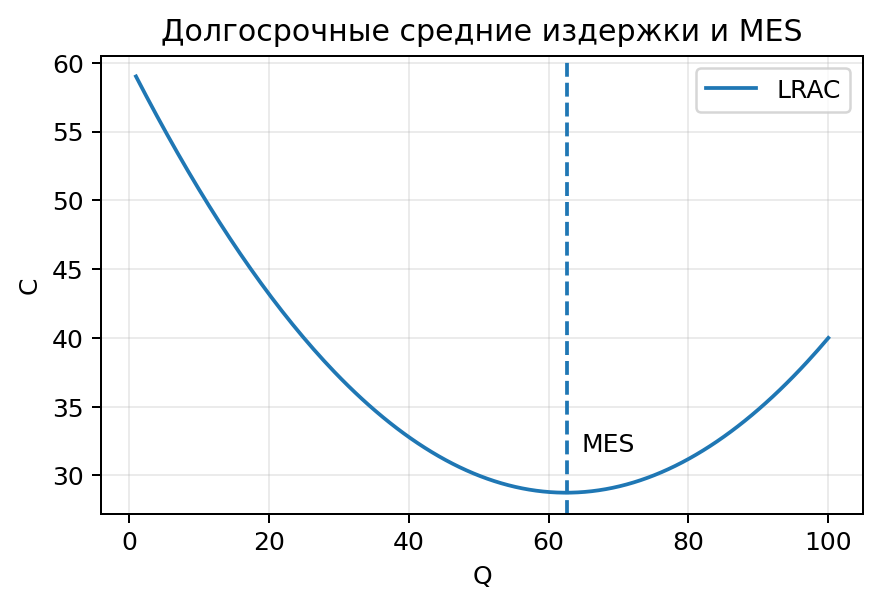 Долгосрочные средние издержки и MES
LRAC
60
55
50
45
40
35
30
C
MES
0 20 40 60 80 100
Q